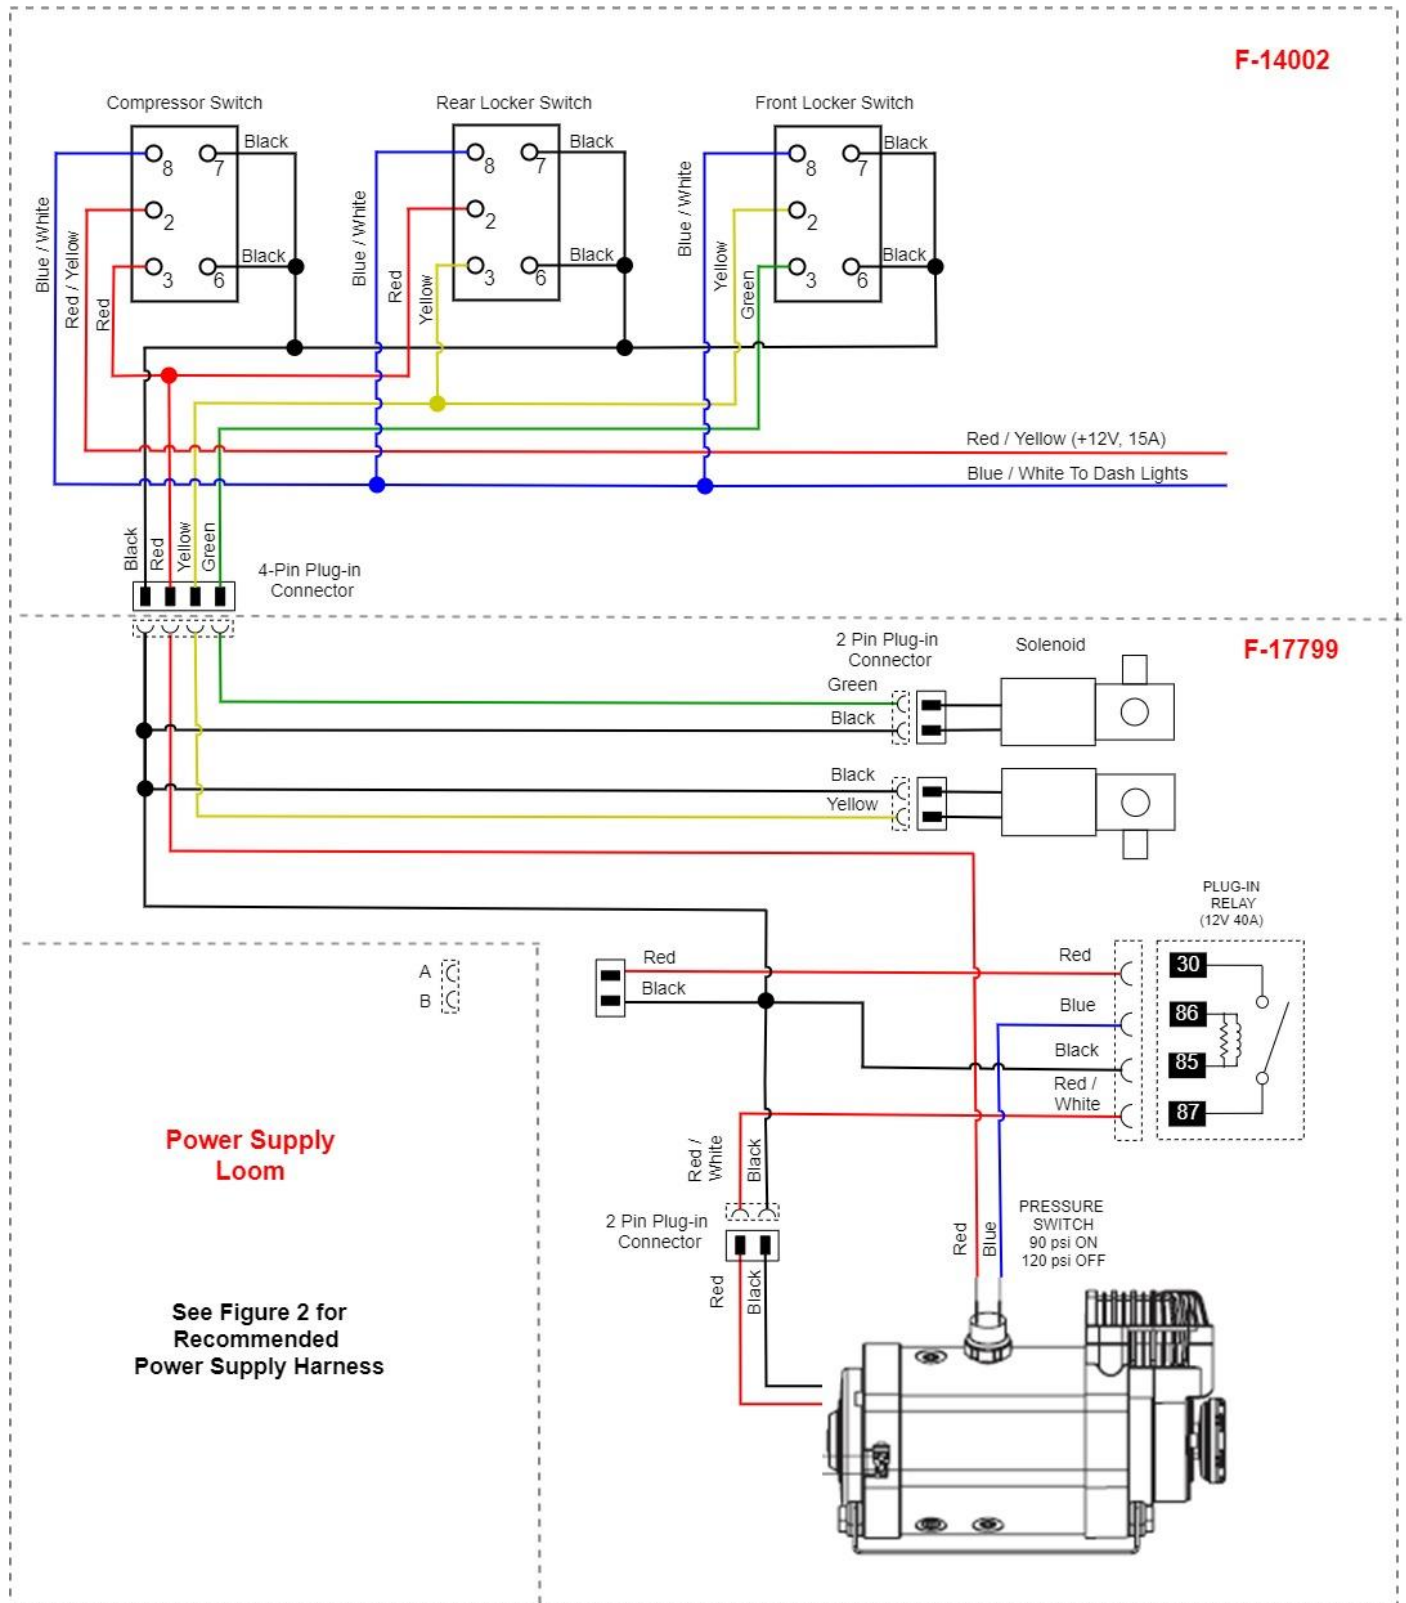 F-14002
Compressor Switch
Rear Locker Switch
Front Locker Switch
8
7
Black
2
3
6
Black
Blue / White
Red / Yellow
Red
8
7
Black
2
3
6
Black
Blue / White
Red
Yellow
8
7
Black
2
3
6
Black
Blue / White
Yellow
Green
Red / Yellow (+12V, 15A)
Blue / White To Dash Lights
Black
Red
Yellow
Green
4-Pin Plug-in
Connector
F-17799
2 Pin Plug-in
Connector
Solenoid
Green
Black
Black
Yellow
PLUG-IN
RELAY
(12V 40A)
A
B
Red
Black
Red
Blue
Black
Red /
White
30
86
85
87
Power Supply
Loom
Red /
White
Black
2 Pin Plug-in
Connector
Red
Black
Red
Blue
PRESSURE
SWITCH
90 psi ON
120 psi OFF
See Figure 2 for
Recommended
Power Supply Harness